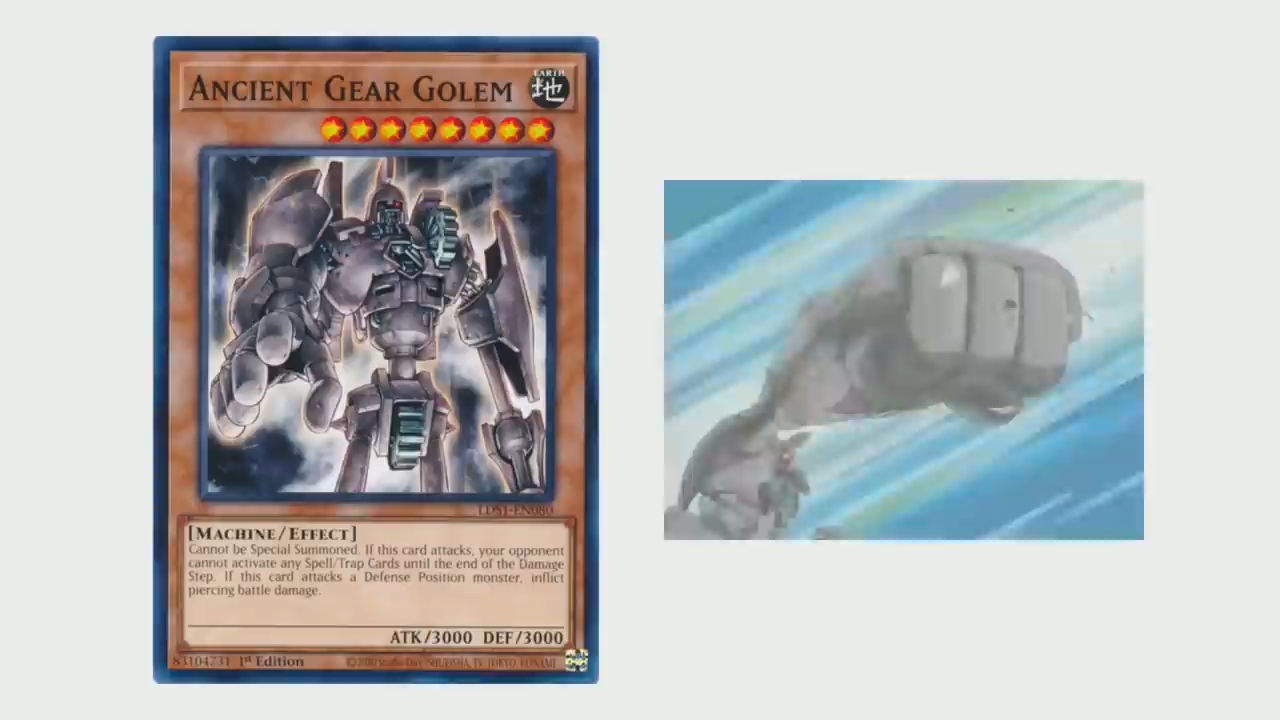 ANCIENT GEAR GOLEM
EARTH
地
LDS1-EN080
[MACHINE/EFFECT]
Cannot be Special Summoned. If this card attacks, your opponent
cannot activate any Spell/Trap Cards until the end of the Damage
Step. If this card attacks a Defense Position monster, inflict
piercing battle damage.
ATK/3000 DEF/3000
83104731 1st Edition
KONAMI